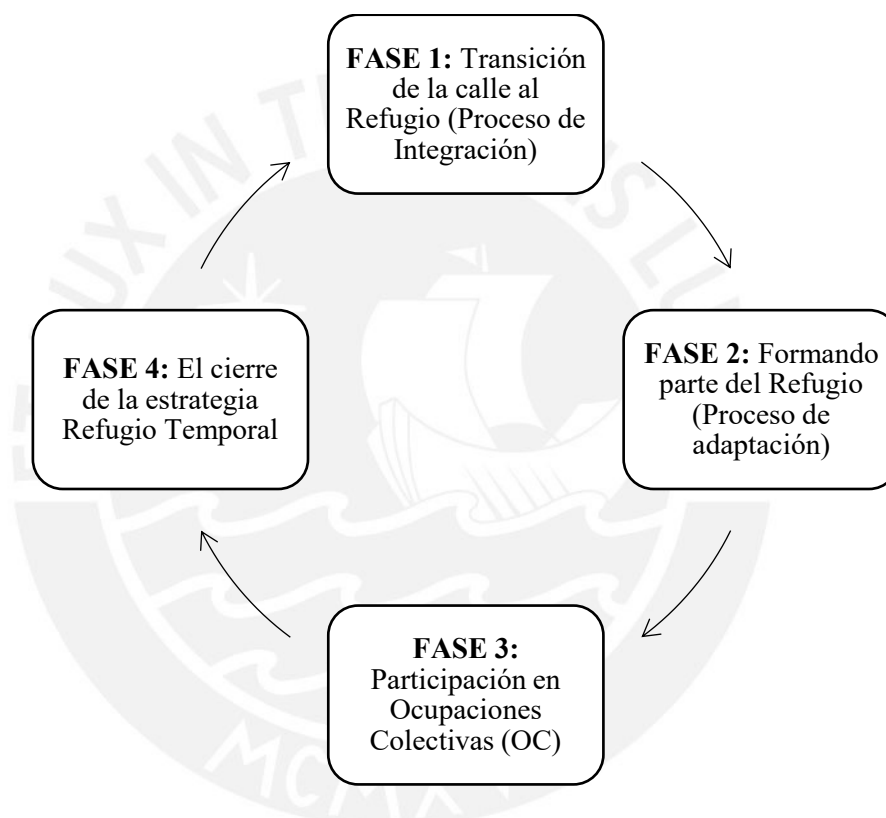 FASE 1: Transición
de la calle al
Refugio (Proceso de
Integración)
FASE 4: El cierre
de la estrategia
Refugio Temporal
FASE 2: Formando
parte del Refugio
(Proceso de
adaptación)
FASE 3:
Participación en
Ocupaciones
Colectivas (OC)